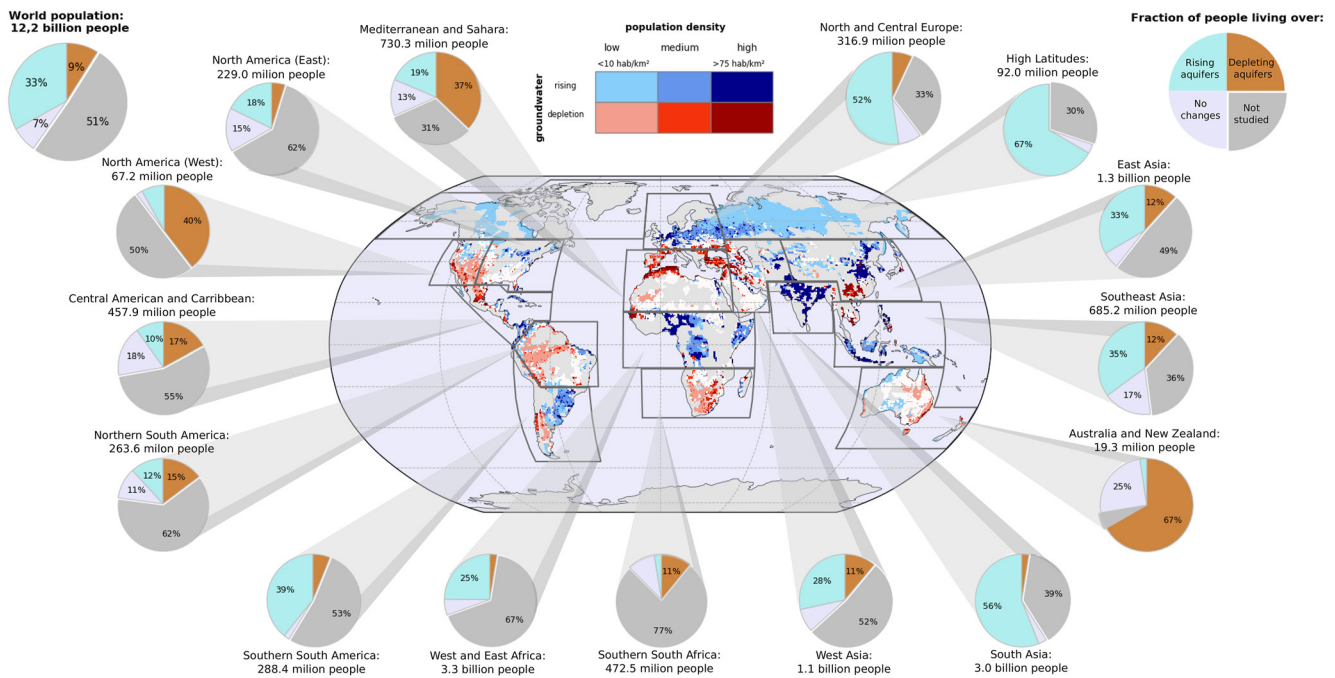 World population:
12,2 billion people
33%
9%
7%
51%
North America (East):
229.0 milion people
18%
15%
62%
Mediterranean and Sahara:
730.3 milion people
19%
37%
13%
31%
population density
low
medium
high
<10 hab/km²
>75 hab/km²
groundwater
rising
depletion
North and Central Europe:
316.9 milion people
52%
33%
High Latitudes:
92.0 milion people
30%
67%
Fraction of people living over:
Rising
aquifers
Depleting
aquifers
No
changes
Not
studied
North America (West):
67.2 milion people
40%
50%
East Asia:
1.3 billion people
12%
33%
49%
Central American and Carribbean:
457.9 milion people
10%
17%
18%
55%
Southeast Asia:
685.2 milion people
12%
35%
36%
17%
Northern South America:
263.6 milon people
12%
15%
11%
62%
Australia and New Zealand:
19.3 milion people
25%
67%
39%
53%
Southern South America:
288.4 milion people
25%
67%
West and East Africa:
3.3 billion people
11%
77%
Southern South Africa:
472.5 milion people
28%
11%
52%
West Asia:
1.1 billion people
56%
39%
South Asia:
3.0 billion people